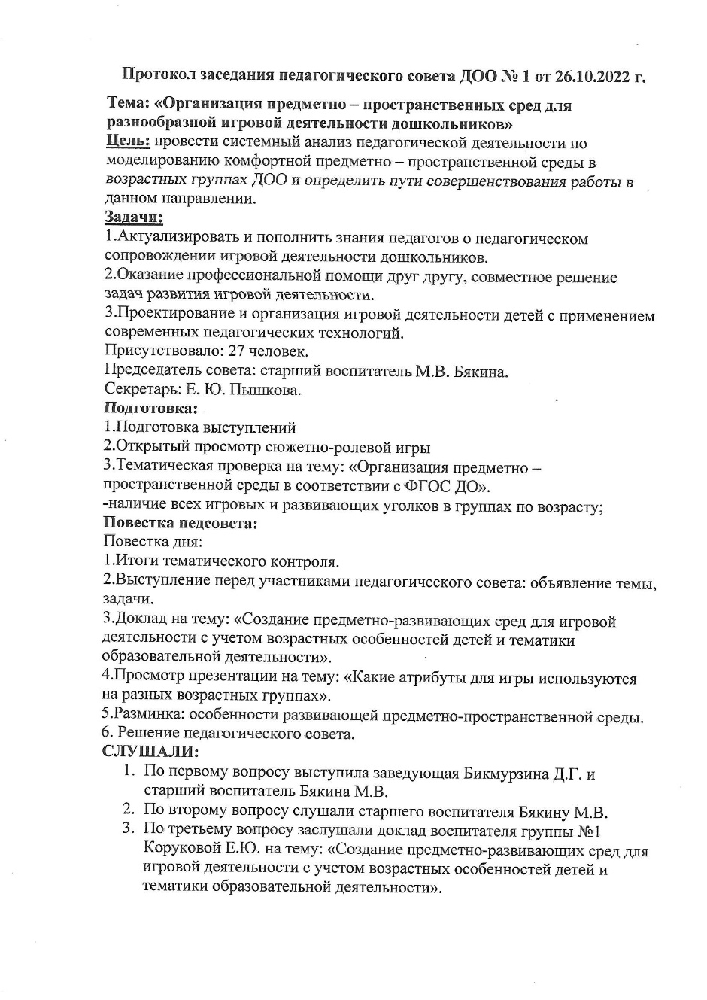 Протокол заседания педагогического совета ДОО № 1 от 26.10.2022 г.
Тема: «Организация предметно – пространственных сред для
разнообразной игровой деятельности дошкольников»
Цель: провести системный анализ педагогической деятельности по
моделированию комфортной предметно – пространственной среды в
возрастных группах ДОО и определить пути совершенствования работы в
данном направлении.
Задачи:
1.Актуализировать и пополнить знания педагогов о педагогическом
сопровождении игровой деятельности дошкольников.
2.Оказание профессиональной помощи друг другу, совместное решение
задач развития игровой деятельности.
3.Проектирование и организация игровой деятельности детей с применением
современных педагогических технологий.
Присутствовало: 27 человек.
Председатель совета: старший воспитатель М.В. Бякина.
Секретарь: Е. Ю. Пышкова.
Подготовка:
1.Подготовка выступлений
2.Открытый просмотр сюжетно-ролевой игры
3.Тематическая проверка на тему: «Организация предметно –
пространственной среды в соответствии с ФГОС ДО».
-наличие всех игровых и развивающих уголков в группах по возрасту;
Повестка педсовета:
Повестка дня:
1.Итоги тематического контроля.
2.Выступление перед участниками педагогического совета: объявление темы,
задачи.
3.Доклад на тему: «Создание предметно-развивающих сред для игровой
деятельности с учетом возрастных особенностей детей и тематики
образовательной деятельности».
4.Просмотр презентации на тему: «Какие атрибуты для игры используются
на разных возрастных группах».
5.Разминка: особенности развивающей предметно-пространственной среды.
6. Решение педагогического совета.
СЛУШАЛИ:
1. По первому вопросу выступила заведующая Бикмурзина Д.Г. и
старший воспитатель Бякина М.В.
2. По второму вопросу слушали старшего воспитателя Бякину М.В.
3. По третьему вопросу заслушали доклад воспитателя группы №1
Коруковой Е.Ю. на тему: «Создание предметно-развивающих сред для
игровой деятельности с учетом возрастных особенностей детей и
тематики образовательной деятельности».